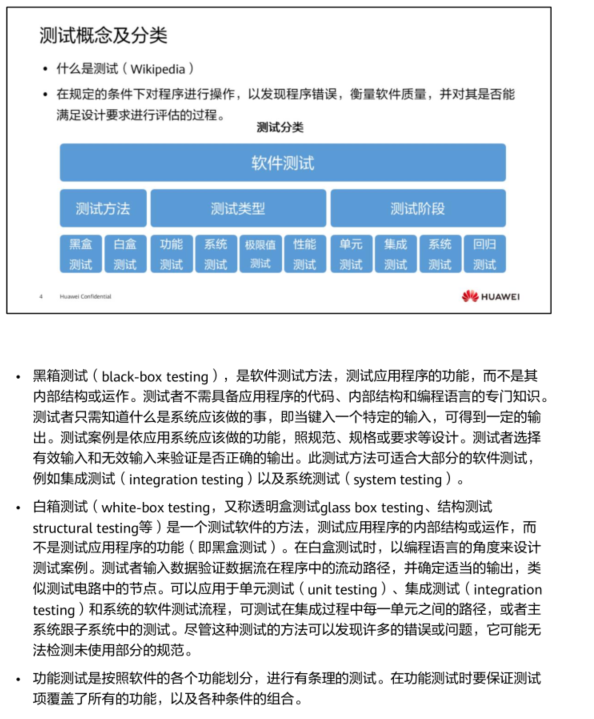 测试概念及分类
• 什么是测试（Wikipedia）
• 在规定的条件下对程序进行操作，以发现程序错误，衡量软件质量，并对其是否能
满足设计要求进行评估的过程。
测试分类
软件测试
测试方法 测试类型 测试阶段
黑盒 白盒 功能 系统 极限值 性能 单元 集成 系统 回归
测试 测试 测试 测试 测试 测试 测试 测试 测试 测试
4 Huawei Confidential HUAWEI
• 黑箱测试（black-box testing），是软件测试方法，测试应用程序的功能，而不是其
内部结构或运作。测试者不需具备应用程序的代码、内部结构和编程语言的专门知识。
测试者只需知道什么是系统应该做的事，即当键入一个特定的输入，可得到一定的输
出。测试案例是依应用系统应该做的功能，照规范、规格或要求等设计。测试者选择
有效输入和无效输入来验证是否正确的输出。此测试方法可适合大部分的软件测试，
例如集成测试（integration testing）以及系统测试（system testing）。
• 白箱测试（white-box testing，又称透明盒测试glass box testing、结构测试
structural testing等）是一个测试软件的方法，测试应用程序的内部结构或运作，而
不是测试应用程序的功能（即黑盒测试）。在白盒测试时，以编程语言的角度来设计
测试案例。测试者输入数据验证数据流在程序中的流动路径，并确定适当的输出，类
似测试电路中的节点。可以应用于单元测试（unit testing）、集成测试（integration
testing）和系统的软件测试流程，可测试在集成过程中每一单元之间的路径，或者主
系统跟子系统中的测试。尽管这种测试的方法可以发现许多的错误或问题，它可能无
法检测未使用部分的规范。
• 功能测试是按照软件的各个功能划分，进行有条理的测试。在功能测试时要保证测试
项覆盖了所有的功能，以及各种条件的组合。